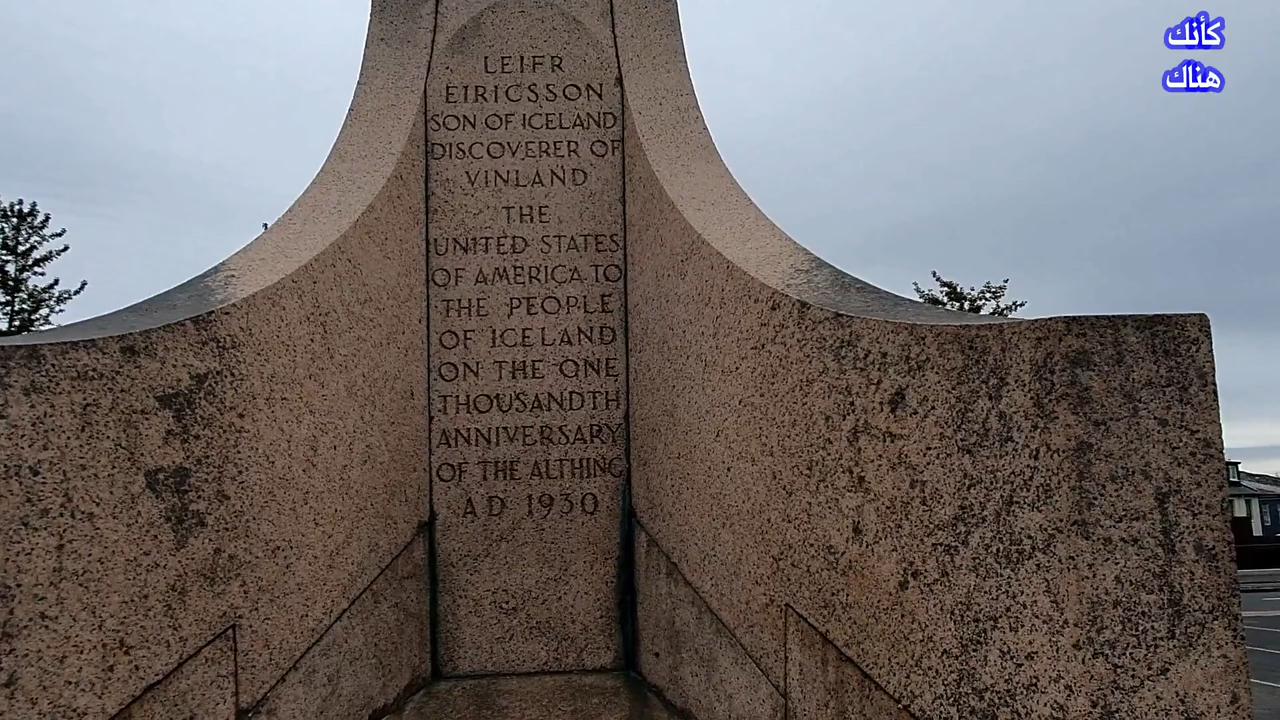 LEIFR
EIRICSSON
SON OF ICELAND
DISCOVERER OF
VINLAND
THE
UNITED STATES
OF AMERICA TO
THE PEOPLE
OF ICELAND
ON THE ONE
THOUSANDTH
ANNIVERSARY
OF THE ALTHING
AD 1930
كأنك
هناك